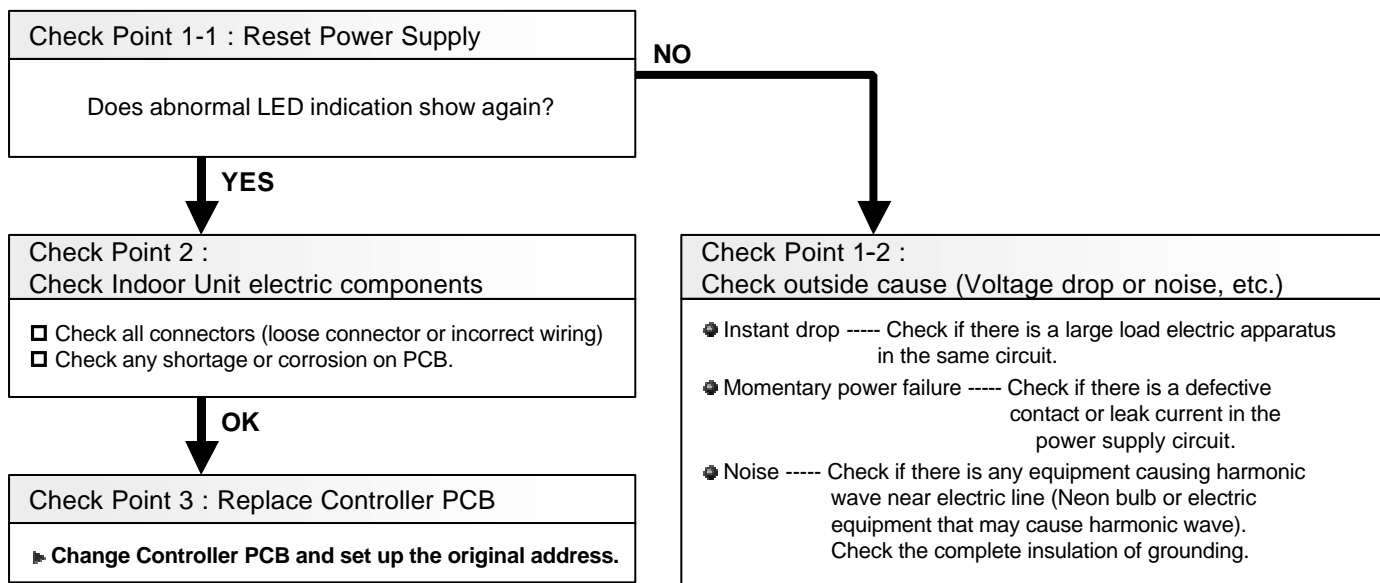 Check Point 1-1 : Reset Power Supply
Does abnormal LED indication show again?
NO
YES
Check Point 2 :
Check Indoor Unit electric components
Check all connectors (loose connector or incorrect wiring)
Check any shortage or corrosion on PCB.
OK
Check Point 3 : Replace Controller PCB
Change Controller PCB and set up the original address.
Check Point 1-2 :
Check outside cause (Voltage drop or noise, etc.)
Instant drop ----- Check if there is a large load electric apparatus
in the same circuit.
Momentary power failure ----- Check if there is a defective
contact or leak current in the
power supply circuit.
Noise ----- Check if there is any equipment causing harmonic
wave near electric line (Neon bulb or electric
equipment that may cause harmonic wave).
Check the complete insulation of grounding.